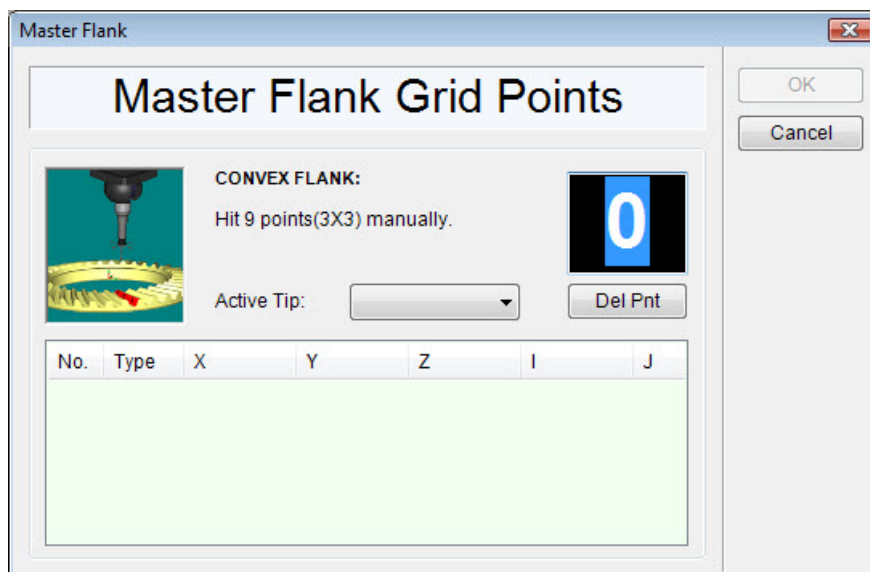 Master Flank
Master Flank Grid Points
OK
Cancel
CONVEX FLANK:
Hit 9 points(3X3) manually.
0
Active Tip:
Del Pnt
No. Type X Y Z I J